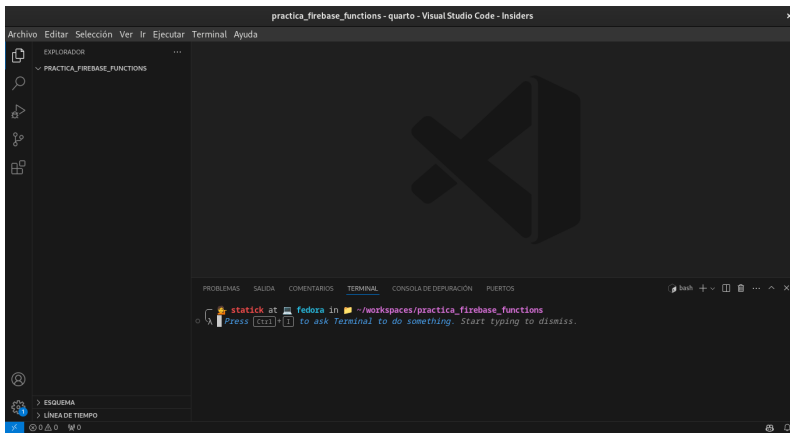 practica_firebase_functions - quarto - Visual Studio Code - Insiders
Archivo Editar Selección Ver Ir Ejecutar Terminal Ayuda
EXPLORADOR
PRACTICA_FIREBASE_FUNCTIONS
PROBLEMAS SALIDA COMENTARIOS TERMINAL CONSOLA DE DEPURACIÓN PUERTOS
bash
statick at fedora in ~/workspaces/practica_firebase_functions
λ Press Ctrl+I to ask Terminal to do something. Start typing to dismiss.
ESQUEMA
LÍNEA DE TIEMPO
1
0 0 0